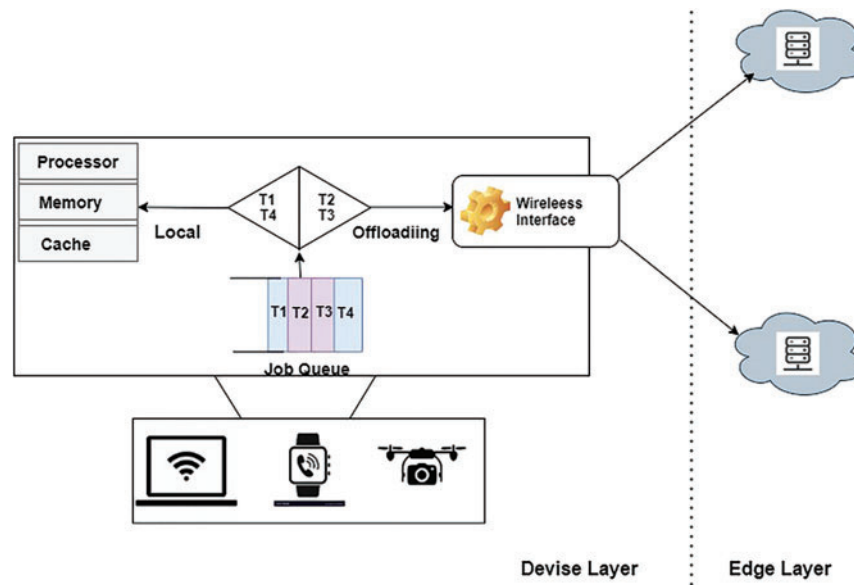 Processor
Memory
Cache
Local
T1
T4
T2
T3
Offloadiing
Wireleess
Interface
T1 T2 T3 T4
Job Queue
Devise Layer
Edge Layer